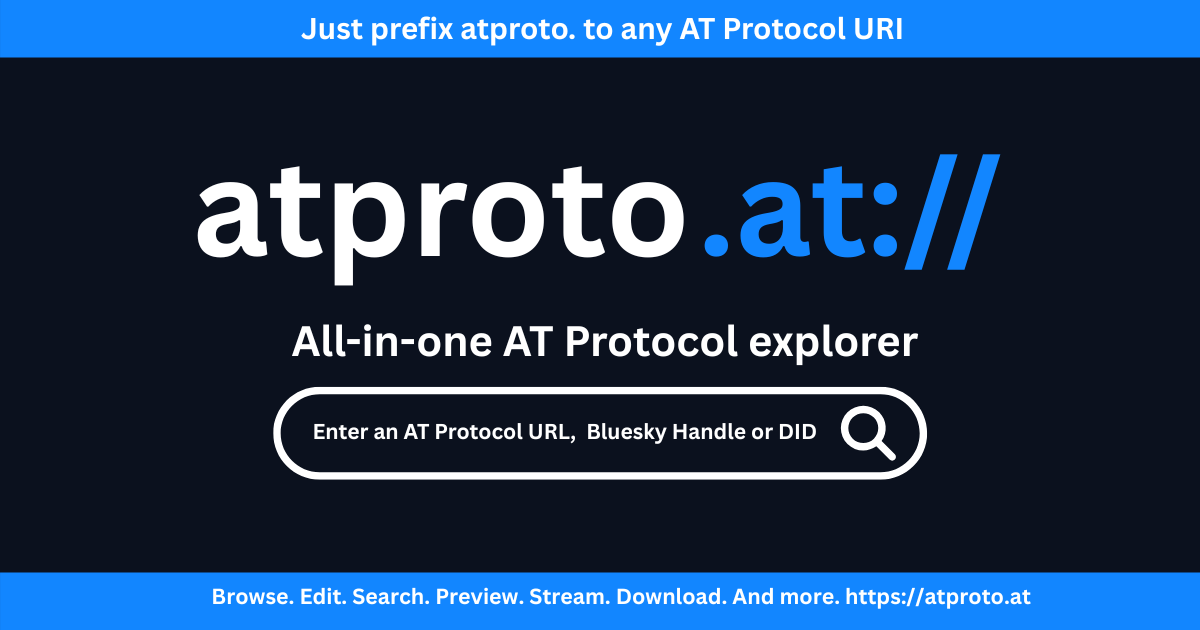 Just prefix atproto. to any AT Protocol URI
atproto.at://
All-in-one AT Protocol explorer
Enter an AT Protocol URL, Bluesky Handle or DID
Browse. Edit. Search. Preview. Stream. Download. And more. https://atproto.at